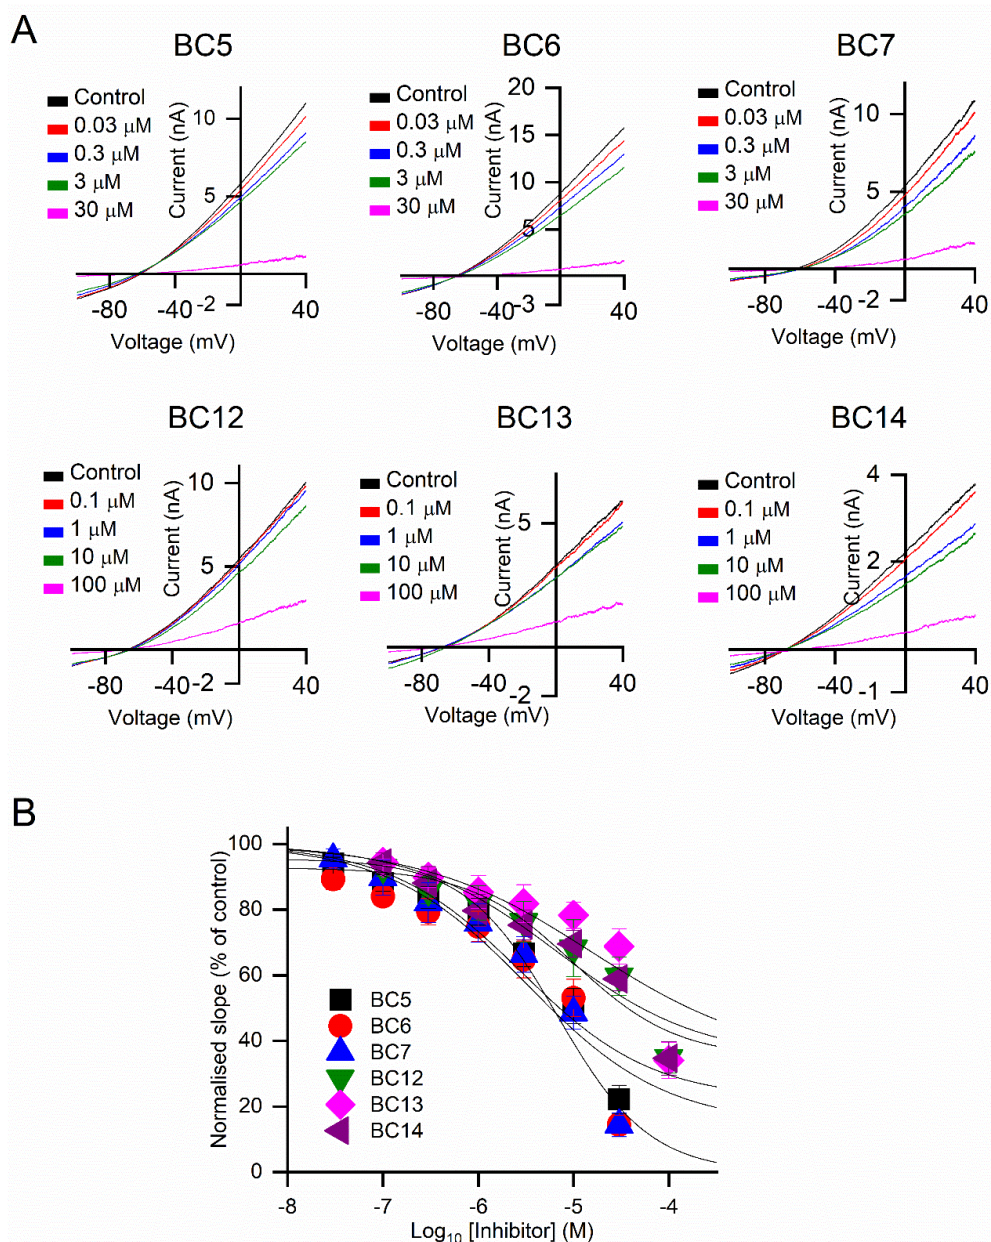 A
BC5
BC6
BC7
Control
0.03 μM
0.3 μM
3 μM
30 μM
Current (nA)
10
5
-2
-80
-40
40
Voltage (mV)
Control
0.03 μM
0.3 μM
3 μM
30 μM
Current (nA)
20
15
10
5
-3
-80
-40
40
Voltage (mV)
Control
0.03 μM
0.3 μM
3 μM
30 μM
Current (nA)
10
5
-2
-80
-40
40
Voltage (mV)
BC12
BC13
BC14
Control
0.1 μM
1 μM
10 μM
100 μM
Current (nA)
10
5
-2
-80
-40
40
Voltage (mV)
Control
0.1 μM
1 μM
10 μM
100 μM
Current (nA)
5
-2
-80
-40
40
Voltage (mV)
Control
0.1 μM
1 μM
10 μM
100 μM
Current (nA)
4
2
-1
-80
-40
40
Voltage (mV)
B
Normalised slope (% of control)
100
80
60
40
20
0
BC5
BC6
BC7
BC12
BC13
BC14
-8
-7
-6
-5
-4
Log₁₀ [Inhibitor] (M)